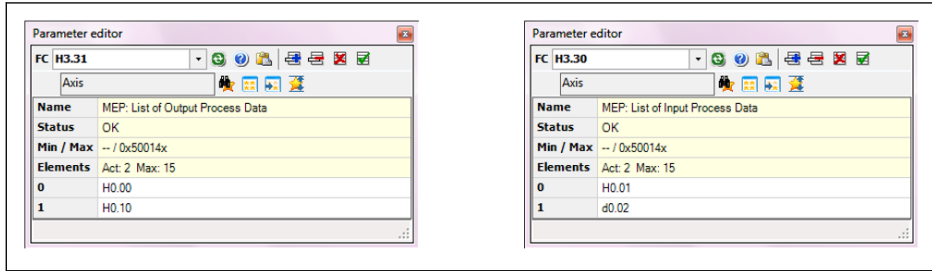 Parameter editor
FC H3.31
Axis
Name MEP: List of Output Process Data
Status OK
Min / Max -- / 0x50014x
Elements Act: 2 Max: 15
0 H0.00
1 H0.10
Parameter editor
FC H3.30
Axis
Name MEP: List of Input Process Data
Status OK
Min / Max -- / 0x50014x
Elements Act: 2 Max: 15
0 H0.01
1 d0.02